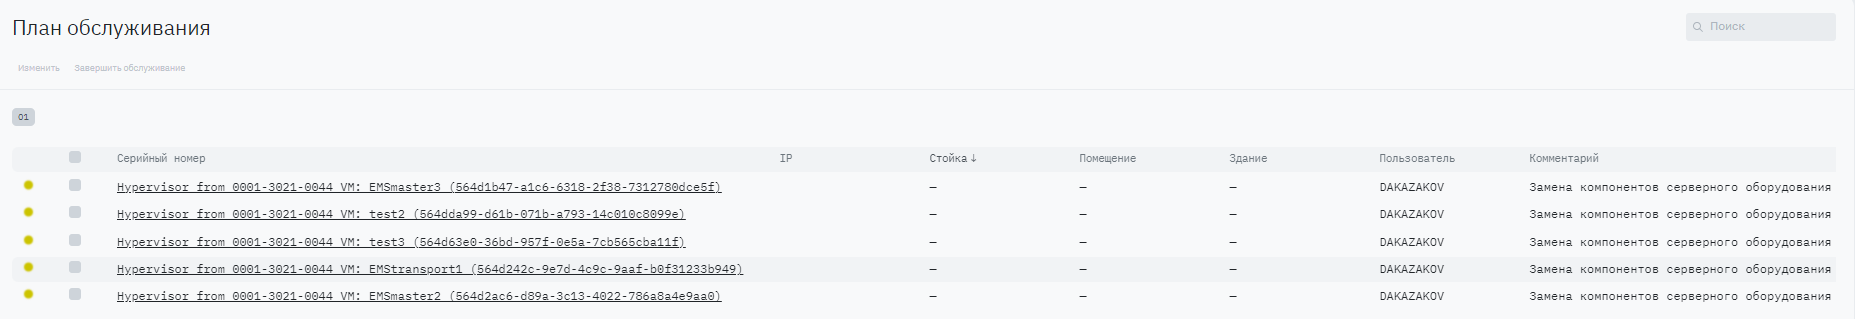 План обслуживания
Поиск
Изменить Завершить обслуживание
01
Серийный номер IP Стойка ↓ Помещение Здание Пользователь Комментарий
Hypervisor from 0001-3021-0044 VM: EMSmaster3 (564d1b47-a1c6-6318-2f38-7312780dce5f) — — — DAKAZAKOV Замена компонентов серверного оборудования
Hypervisor from 0001-3021-0044 VM: test2 (564dda99-d61b-071b-a793-14c010c8099e) — — — DAKAZAKOV Замена компонентов серверного оборудования
Hypervisor from 0001-3021-0044 VM: test3 (564d63e0-36bd-957f-0e5a-7cb565cba11f) — — — DAKAZAKOV Замена компонентов серверного оборудования
Hypervisor from 0001-3021-0044 VM: EMStransport1 (564d242c-9e7d-4c9c-9aaf-b0f31233b949) — — — DAKAZAKOV Замена компонентов серверного оборудования
Hypervisor from 0001-3021-0044 VM: EMSmaster2 (564d2ac6-d89a-3c13-4022-786a8a4e9aa0) — — — DAKAZAKOV Замена компонентов серверного оборудования